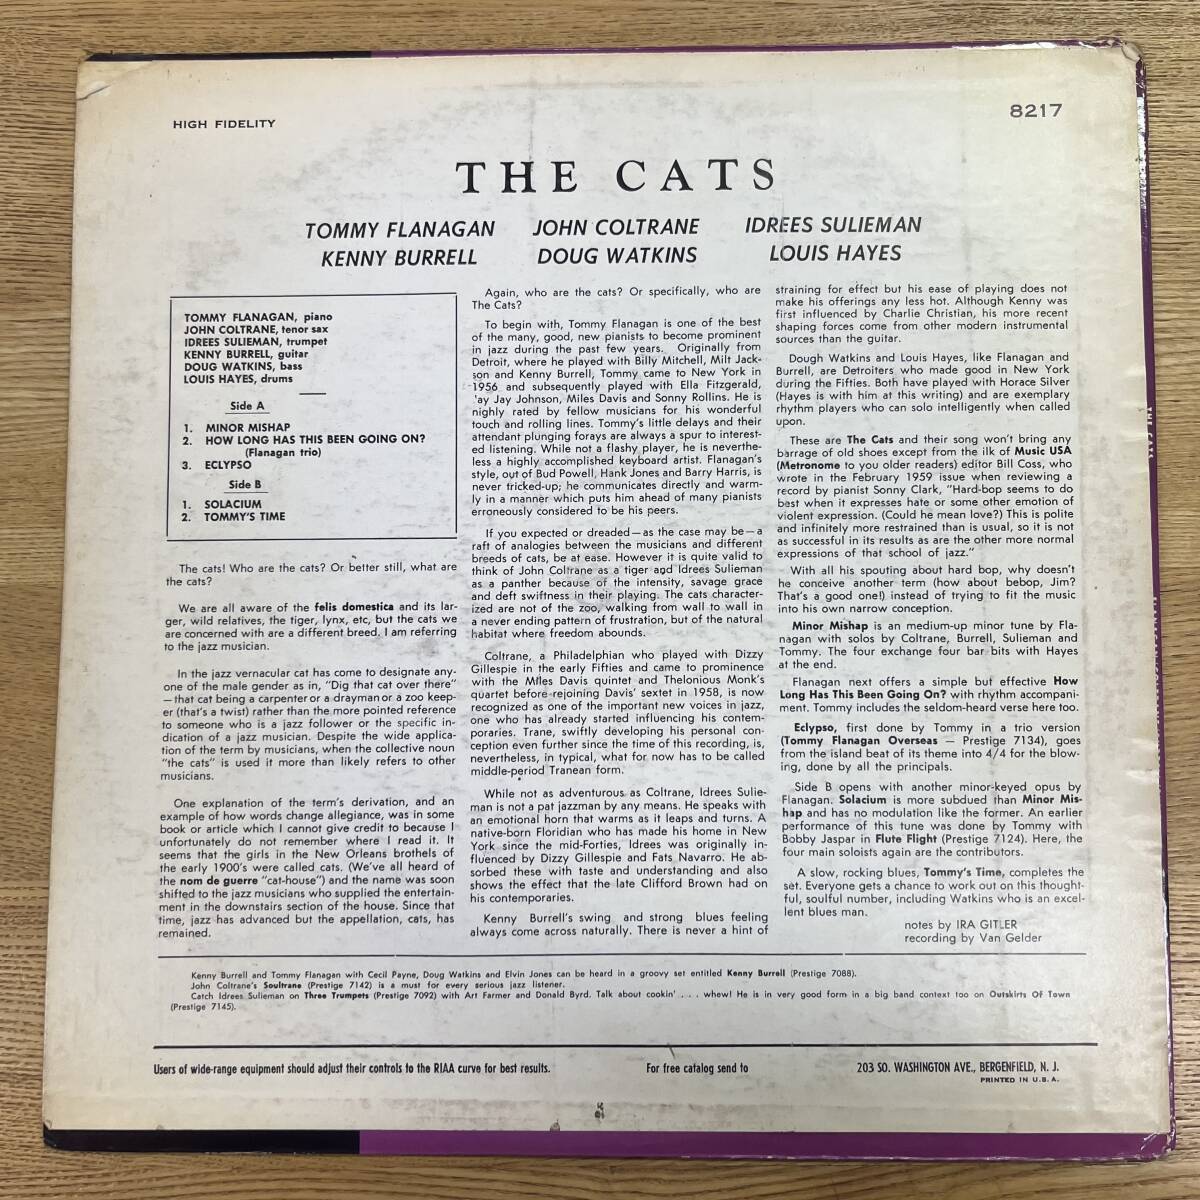 HIGH FIDELITY
8217
THE CATS
TOMMY FLANAGAN JOHN COLTRANE IDREES SULIEMAN
KENNY BURRELL DOUG WATKINS LOUIS HAYES
TOMMY FLANAGAN, piano
JOHN COLTRANE, tenor sax
IDREES SULIEMAN, trumpet
KENNY BURRELL, guitar
DOUG WATKINS, bass
LOUIS HAYES, drums
Side A
1. MINOR MISHAP
2. HOW LONG HAS THIS BEEN GOING ON?
(Flanagan trio)
3. ECLYPSO
Side B
1. SOLACIUM
2. TOMMY'S TIME
The cats! Who are the cats? Or better still, what are
the cats?
We are all aware of the felis domestica and its lar-
ger, wild relatives, the tiger, lynx, etc, but the cats we
are concerned with are a different breed. I am referring
to the jazz musician.
In the jazz vernacular cat has come to designate any-
one of the male gender as in, "Dig that cat over there"
—that cat being a carpenter or a drayman or a zoo keep-
er (that's a twist) rather than the more pointed reference
to someone who is a jazz follower or the specific in-
dication of a jazz musician. Despite the wide applica-
tion of the term by musicians, when the collective noun
"the cats" is used it more than likely refers to other
musicians.
One explanation of the term's derivation, and an
example of how words change allegiance, was in some
book or article which I cannot give credit to because I
unfortunately do not remember where I read it. It
seems that the girls in the New Orleans brothels of
the early 1900's were called cats. (We've all heard of
the nom de guerre "cat-house") and the name was soon
shifted to the jazz musicians who supplied the entertain-
ment in the downstairs section of the house. Since that
time, jazz has advanced but the appellation, cats, has
remained.
Again, who are the cats? Or specifically, who are
The Cats?
To begin with, Tommy Flanagan is one of the best
of the many, good, new pianists to become prominent
in jazz during the past few years. Originally from
Detroit, where he played with Billy Mitchell, Milt Jack-
son and Kenny Burrell, Tommy came to New York in
1956 and subsequently played with Ella Fitzgerald,
'ay Jay Johnson, Miles Davis and Sonny Rollins. He is
nighly rated by fellow musicians for his wonderful
touch and rolling lines. Tommy's little delays and their
attendant plunging forays are always a spur to interest-
ed listening. While not a flashy player, he is neverthe-
less a highly accomplished keyboard artist. Flanagan's
style, out of Bud Powell, Hank Jones and Barry Harris, is
never tricked-up; he communicates directly and warm-
ly in a manner which puts him ahead of many pianists
erroneously considered to be his peers.
If you expected or dreaded—as the case may be—a
raft of analogies between the musicians and different
breeds of cats, be at ease. However it is quite valid to
think of John Coltrane as a tiger and Idrees Sulieman
as a panther because of the intensity, savage grace
and deft swiftness in their playing. The cats character-
ized are not of the zoo, walking from wall to wall in
a never ending pattern of frustration, but of the natural
habitat where freedom abounds.
Coltrane, a Philadelphian who played with Dizzy
Gillespie in the early Fifties and came to prominence
with the Miles Davis quintet and Thelonious Monk's
quartet before rejoining Davis' sextet in 1958, is now
recognized as one of the important new voices in jazz,
one who has already started influencing his contem-
poraries. Trane, swiftly developing his personal con-
ception even further since the time of this recording, is,
nevertheless, in typical, what for now has to be called
middle-period Tranean form.
While not as adventurous as Coltrane, Idrees Sulie-
man is not a pat jazzman by any means. He speaks with
an emotional horn that warms as it leaps and turns. A
native-born Floridian who has made his home in New
York since the mid-Forties, Idrees was originally in-
fluenced by Dizzy Gillespie and Fats Navarro. He ab-
sorbed these with taste and understanding and also
shows the effect that the late Clifford Brown had on
his contemporaries.
Kenny Burrell's swing and strong blues feeling
always come across naturally. There is never a hint of
straining for effect but his ease of playing does not
make his offerings any less hot. Although Kenny was
first influenced by Charlie Christian, his more recent
shaping forces come from other modern instrumental
sources than the guitar.
Dough Watkins and Louis Hayes, like Flanagan and
Burrell, are Detroiters who made good in New York
during the Fifties. Both have played with Horace Silver
(Hayes is with him at this writing) and are exemplary
rhythm players who can solo intelligently when called
upon.
These are The Cats and their song won't bring any
barrage of old shoes except from the ilk of Music USA
(Metronome to you older readers) editor Bill Coss, who
wrote in the February 1959 issue when reviewing a
record by pianist Sonny Clark, "Hard-bop seems to do
best when it expresses hate or some other emotion of
violent expression. (Could he mean love?) This is polite
and infinitely more restrained than is usual, so it is not
as successful in its results as are the other more normal
expressions of that school of jazz."
With all his spouting about hard bop, why doesn't
he conceive another term (how about bebop, Jim?
That's a good one!) instead of trying to fit the music
into his own narrow conception.
Minor Mishap is an medium-up minor tune by Fla-
nagan with solos by Coltrane, Burrell, Sulieman and
Tommy. The four exchange four bar bits with Hayes
at the end.
Flanagan next offers a simple but effective How
Long Has This Been Going On? with rhythm accompani-
ment. Tommy includes the seldom-heard verse here too.
Eclypso, first done by Tommy in a trio version
(Tommy Flanagan Overseas — Prestige 7134), goes
from the island beat of its theme into 4/4 for the blow-
ing, done by all the principals.
Side B opens with another minor-keyed opus by
Flanagan. Solacium is more subdued than Minor Mis-
hap and has no modulation like the former. An earlier
performance of this tune was done by Tommy with
Bobby Jaspar in Flute Flight (Prestige 7124). Here, the
four main soloists again are the contributors.
A slow, rocking blues, Tommy's Time, completes the
set. Everyone gets a chance to work out on this thought-
ful, soulful number, including Watkins who is an excel-
lent blues man.
notes by IRA GITLER
recording by Van Gelder
Kenny Burrell and Tommy Flanagan with Cecil Payne, Doug Watkins and Elvin Jones can be heard in a groovy set entitled Kenny Burrell (Prestige 7088).
John Coltrane's Soultrane (Prestige 7142) is a must for every serious jazz listener.
Catch Idrees Sulieman on Three Trumpets (Prestige 7092) with Art Farmer and Donald Byrd. Talk about cookin' . . . whew! He is in very good form in a big band context too on Outskirts Of Town
(Prestige 7145).
Users of wide-range equipment should adjust their controls to the RIAA curve for best results.
For free catalog send to
203 SO. WASHINGTON AVE., BERGENFIELD, N. J.
PRINTED IN U.S.A.
THE CATS